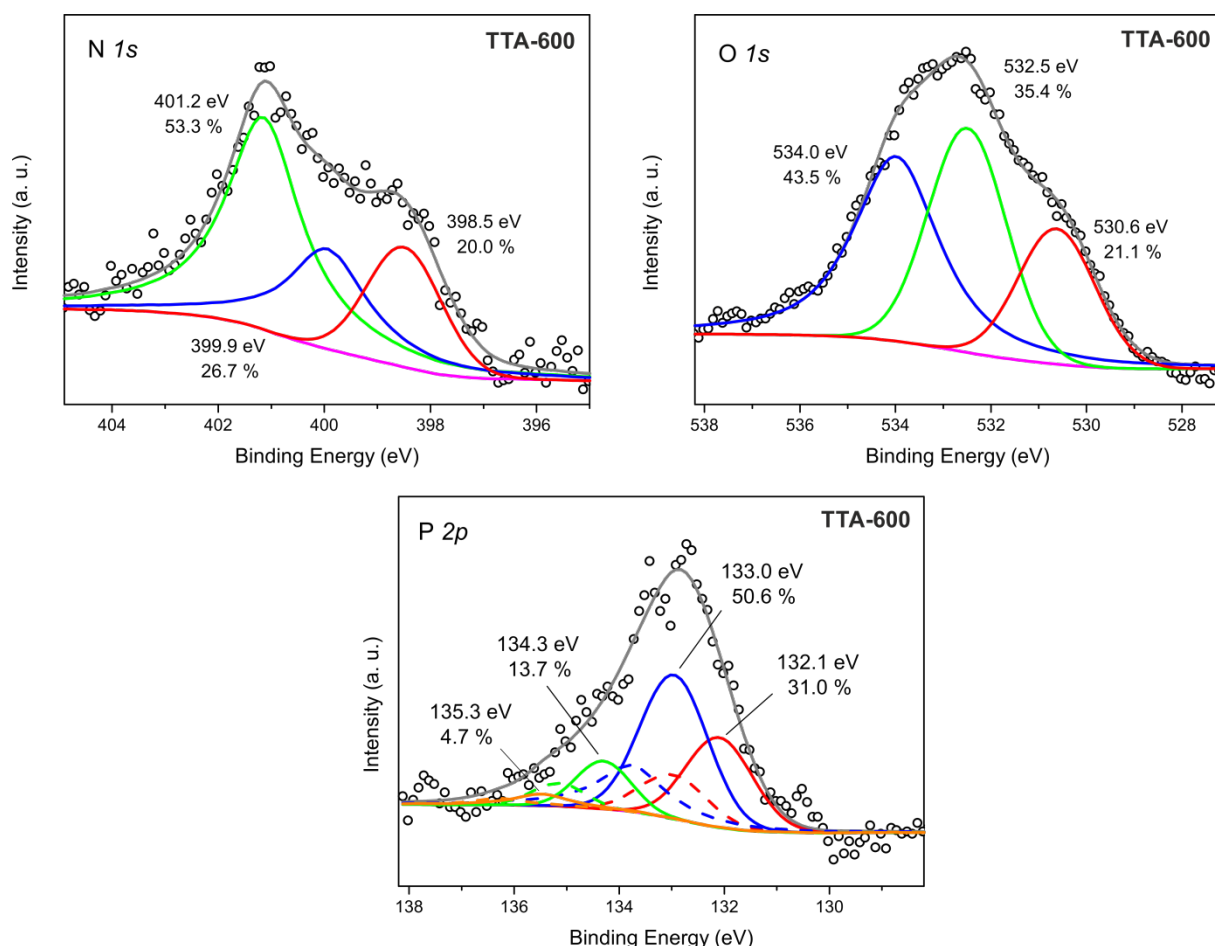 N 1s
TTA-600
401.2 eV
53.3 %
398.5 eV
20.0 %
399.9 eV
26.7 %
Intensity (a. u.)
404
402
400
398
396
Binding Energy (eV)
O 1s
TTA-600
532.5 eV
35.4 %
534.0 eV
43.5 %
530.6 eV
21.1 %
Intensity (a. u.)
538
536
534
532
530
528
Binding Energy (eV)
P 2p
TTA-600
133.0 eV
50.6 %
134.3 eV
13.7 %
132.1 eV
31.0 %
135.3 eV
4.7 %
Intensity (a. u.)
138
136
134
132
130
Binding Energy (eV)